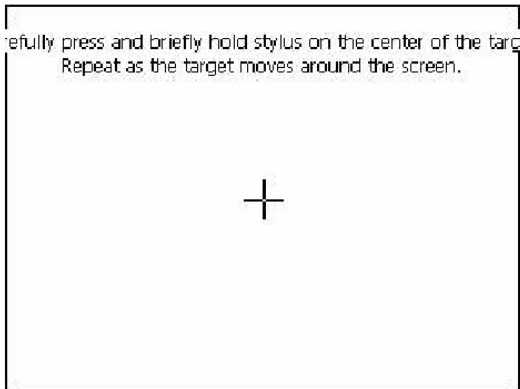 efully press and briefly hold stylus on the center of the targ
Repeat as the target moves around the screen.